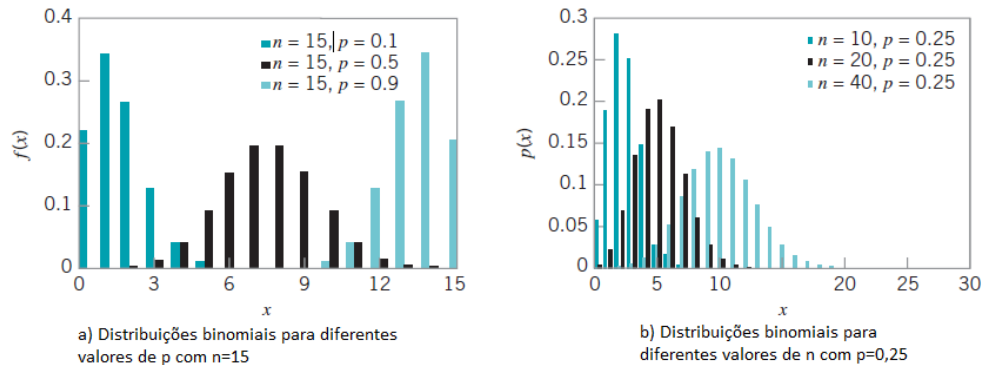 0.4
0.3
0.2
0.1
0
f(x)
n = 15, p = 0.1
n = 15, p = 0.5
n = 15, p = 0.9
0 3 6 9 12 15
x
a) Distribuições binomiais para diferentes
valores de p com n=15
0.3
0.25
0.2
0.15
0.1
0.05
0
p(x)
n = 10, p = 0.25
n = 20, p = 0.25
n = 40, p = 0.25
0 5 10 20 20 30
x
b) Distribuições binomiais para
diferentes valores de n com p=0,25